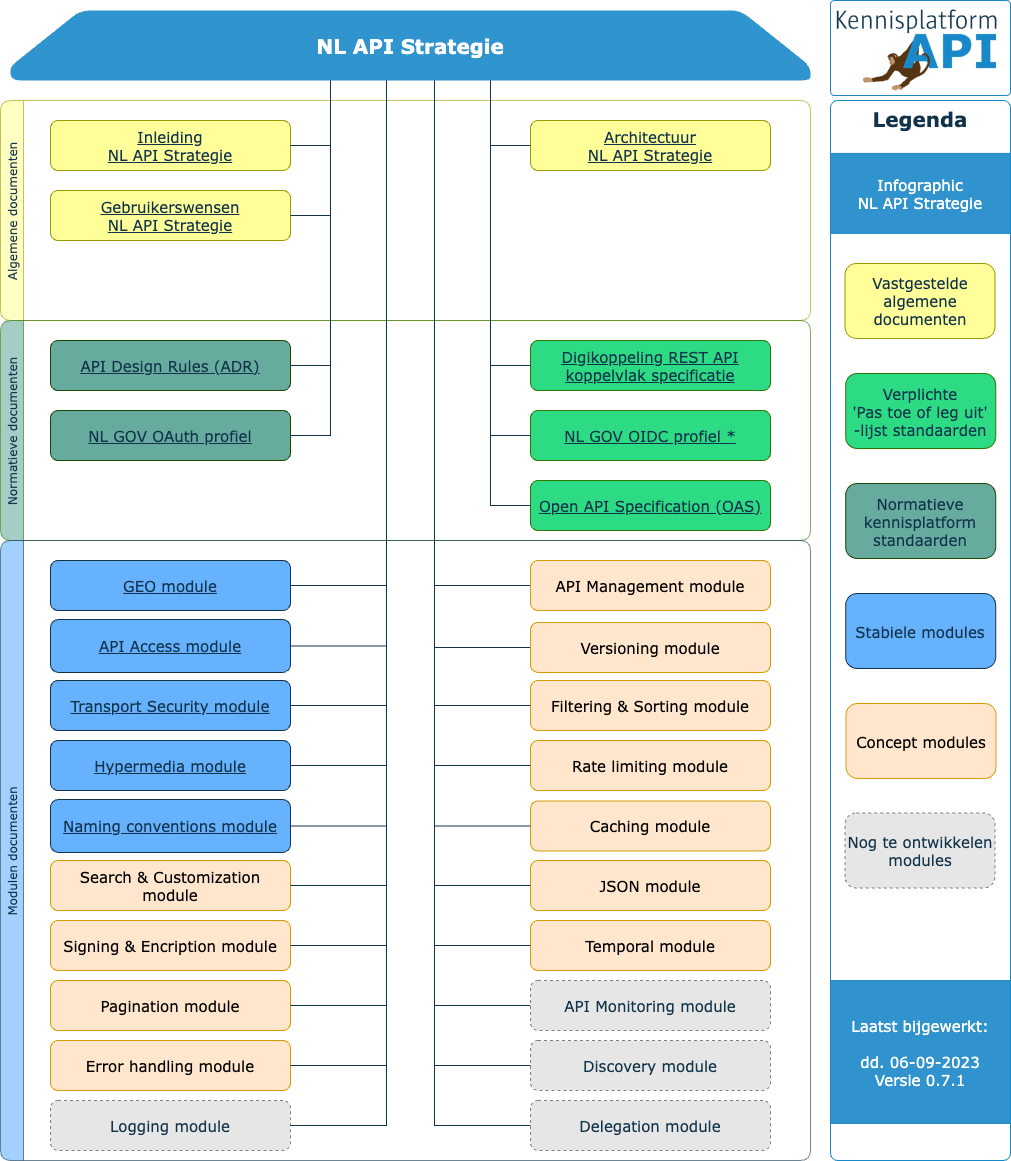 NL API Strategie
Kennisplatform
API
Algemene documenten
Inleiding
NL API Strategie
Gebruikerswensen
NL API Strategie
Architectuur
NL API Strategie
Normatieve documenten
API Design Rules (ADR)
NL GOV OAuth profiel
Digikoppeling REST API
koppelvlak specificatie
NL GOV OIDC profiel *
Open API Specification (OAS)
Modulen documenten
GEO module
API Access module
Transport Security module
Hypermedia module
Naming conventions module
Search & Customization
module
Signing & Encription module
Pagination module
Error handling module
Logging module
API Management module
Versioning module
Filtering & Sorting module
Rate limiting module
Caching module
JSON module
Temporal module
API Monitoring module
Discovery module
Delegation module
Legenda
Infographic
NL API Strategie
Vastgestelde
algemene
documenten
Verplichte
'Pas toe of leg uit'
-lijst standaarden
Normatieve
kennisplatform
standaarden
Stabiele modules
Concept modules
Nog te ontwikkelen
modules
Laatst bijgewerkt:
dd. 06-09-2023
Versie 0.7.1